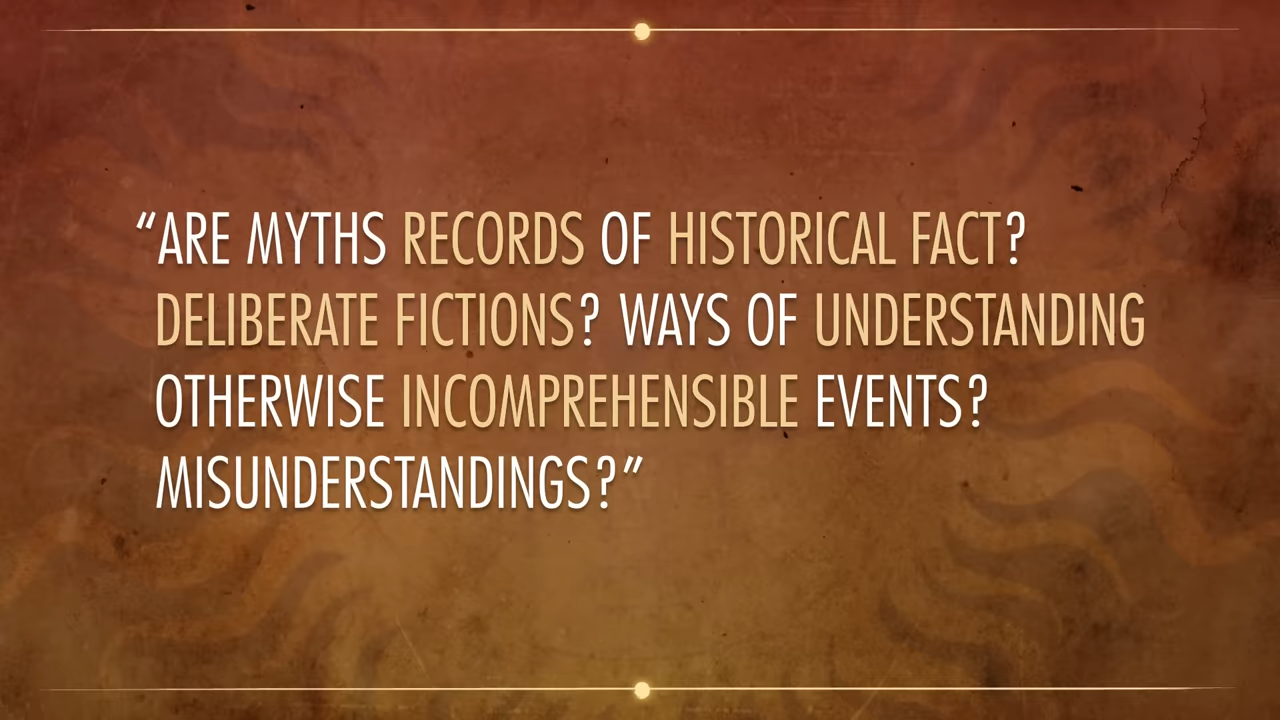 “ARE MYTHS RECORDS OF HISTORICAL FACT?
DELIBERATE FICTIONS? WAYS OF UNDERSTANDING
OTHERWISE INCOMPREHENSIBLE EVENTS?
MISUNDERSTANDINGS?”